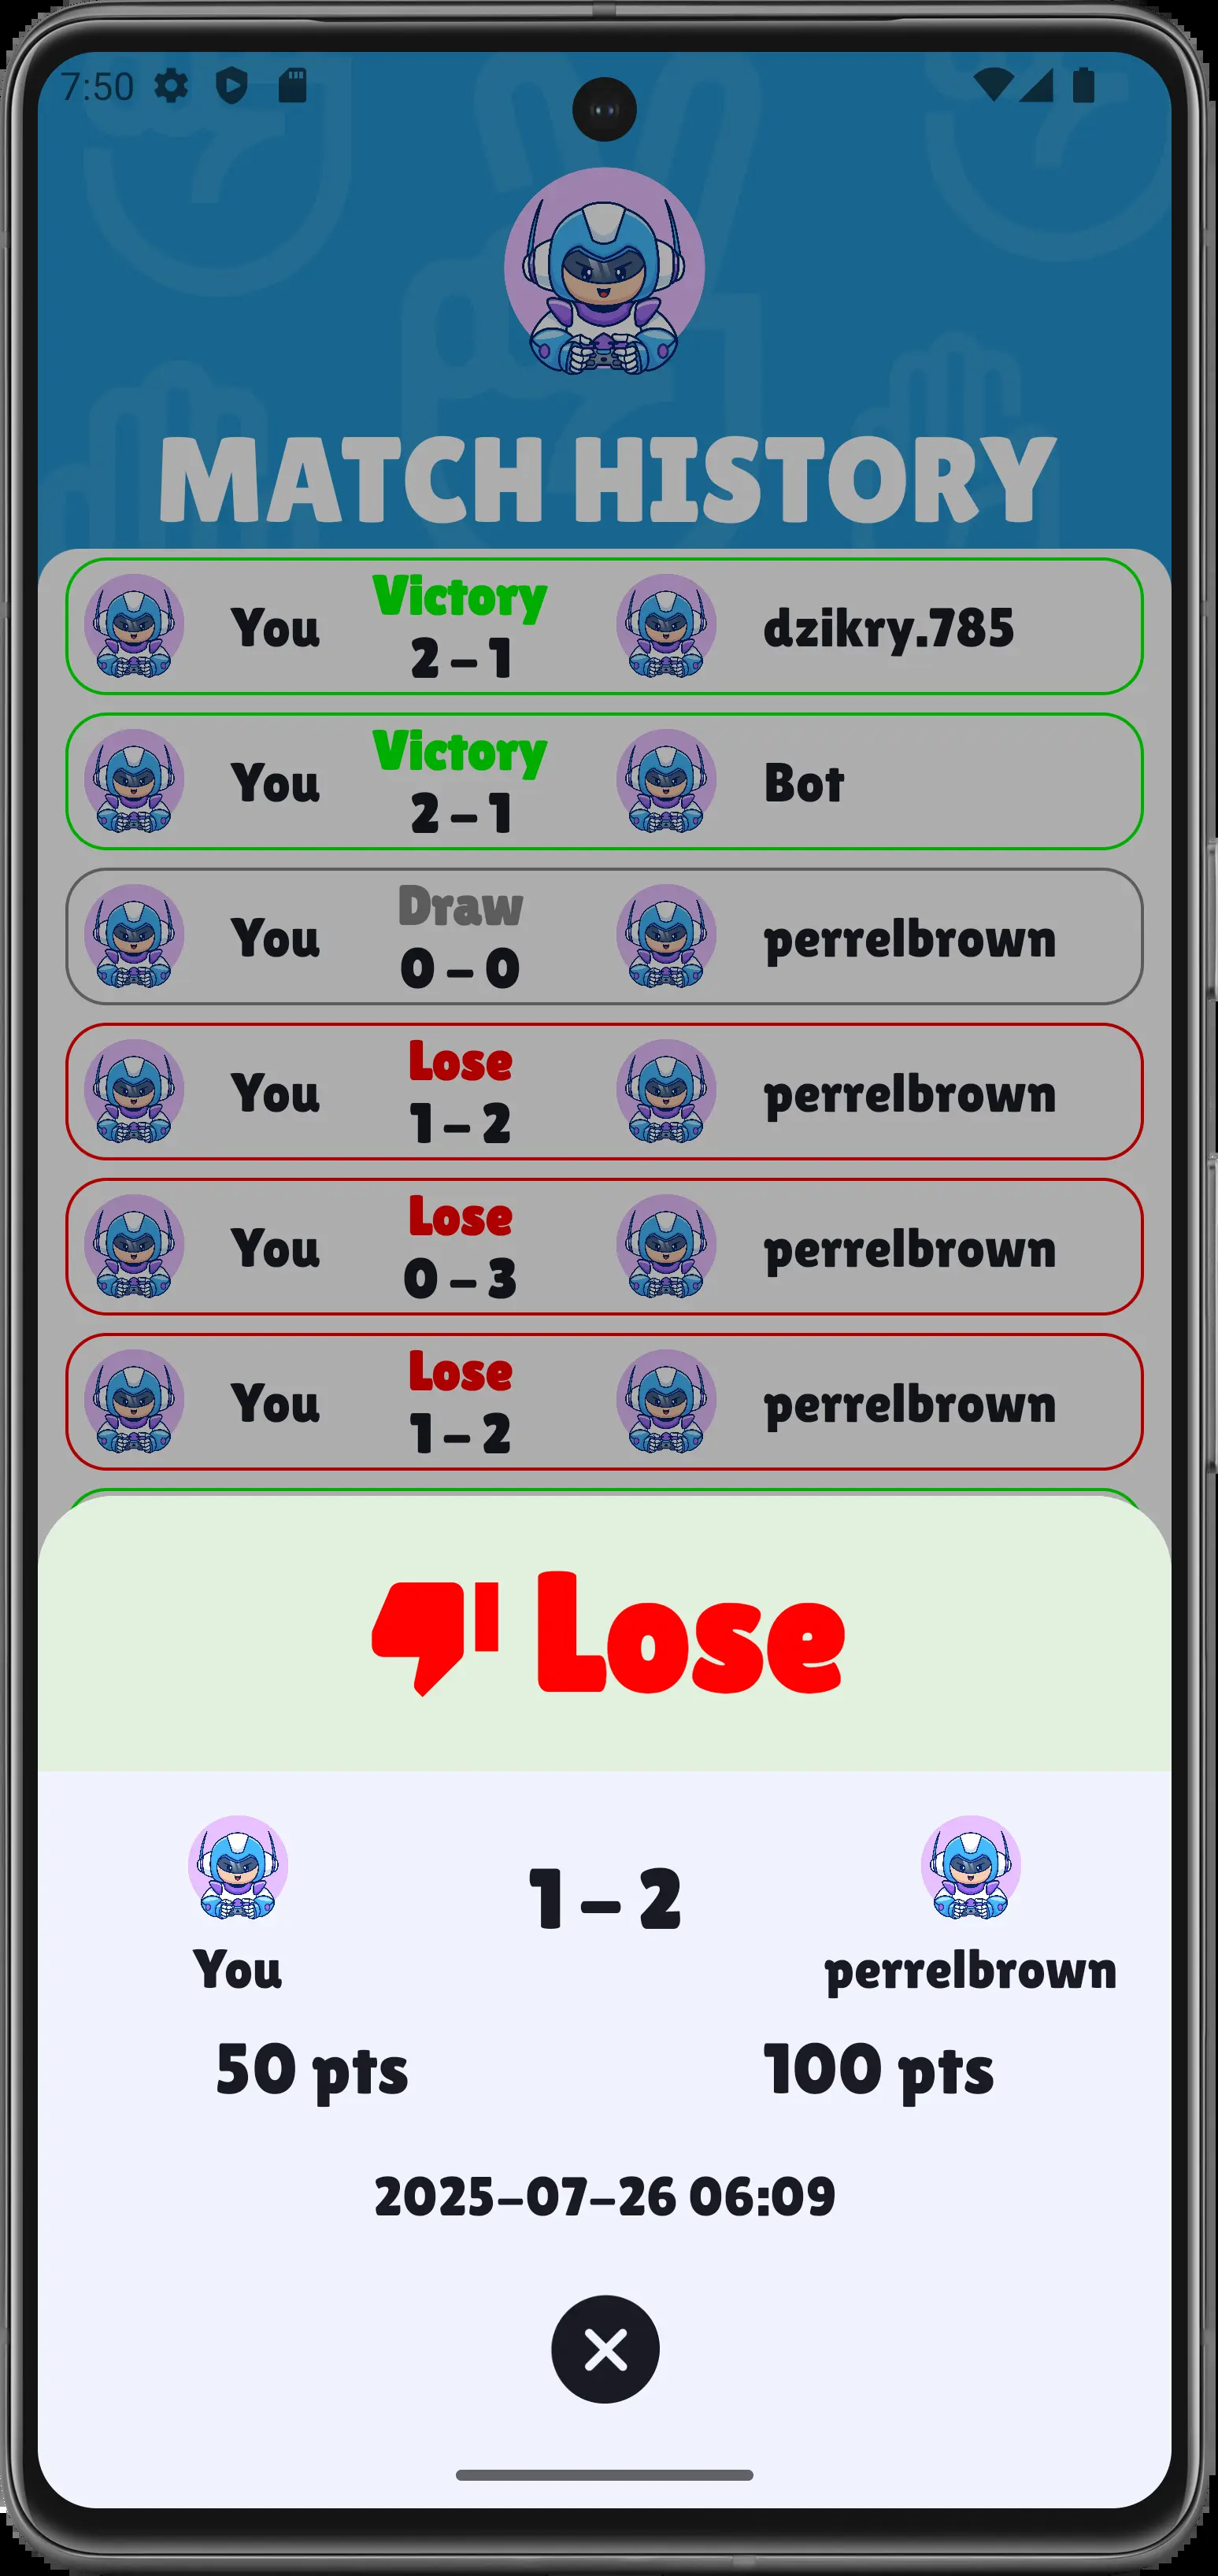 7:50
MATCH HISTORY
You Victory dzikry.785
2 - 1
You Victory Bot
2 - 1
You Draw perrelbrown
0 - 0
You Lose perrelbrown
1 - 2
You Lose perrelbrown
0 - 3
You Lose perrelbrown
1 - 2
Lose
1 - 2
You perrelbrown
50 pts 100 pts
2025-07-26 06:09